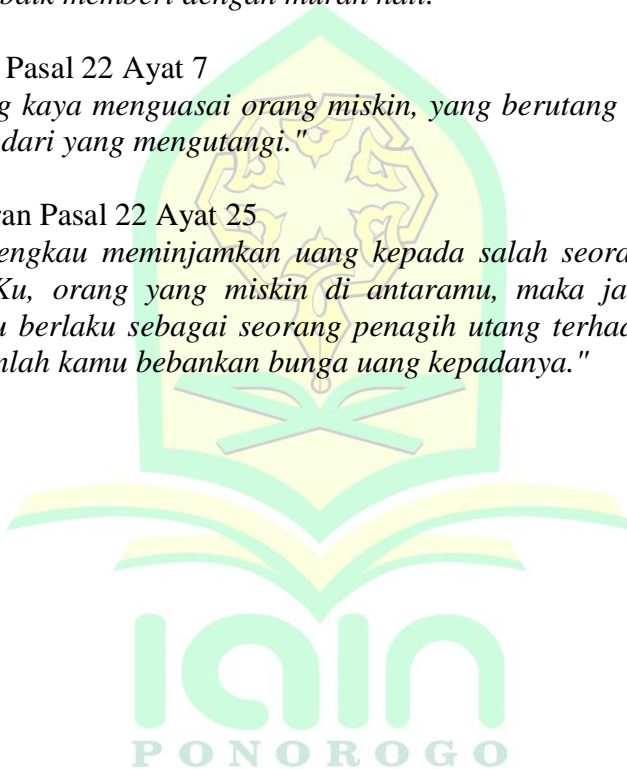 baik memberi dengan murah hati.
Pasal 22 Ayat 7
g kaya menguasai orang miskin, yang berutang
dari yang mengutangi."
ran Pasal 22 Ayat 25
engkau meminjamkan uang kepada salah seora
Ku, orang yang miskin di antaramu, maka ja
u berlaku sebagai seorang penagih utang terhad
nlah kamu bebankan bunga uang kepadanya."
iain
PONOROGO